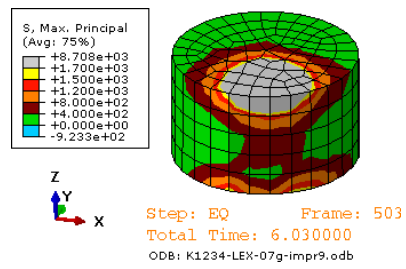 S, Max. Principal
(Avg: 75%)
+8.708e+03
+1.700e+03
+1.500e+03
+1.200e+03
+8.000e+02
+4.000e+02
+0.000e+00
-9.233e+02
Z
Y
X
Step: EQ Frame: 503
Total Time: 6.030000
ODB: K1234-LEX-07g-impr9.odb